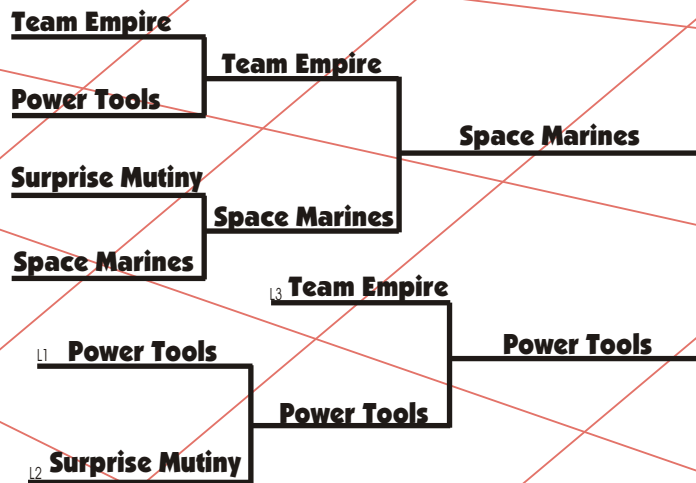 Team Empire
Team Empire
Power Tools
Space Marines
Surprise Mutiny
Space Marines
Space Marines
L3 Team Empire
L1 Power Tools
Power Tools
Power Tools
L2 Surprise Mutiny